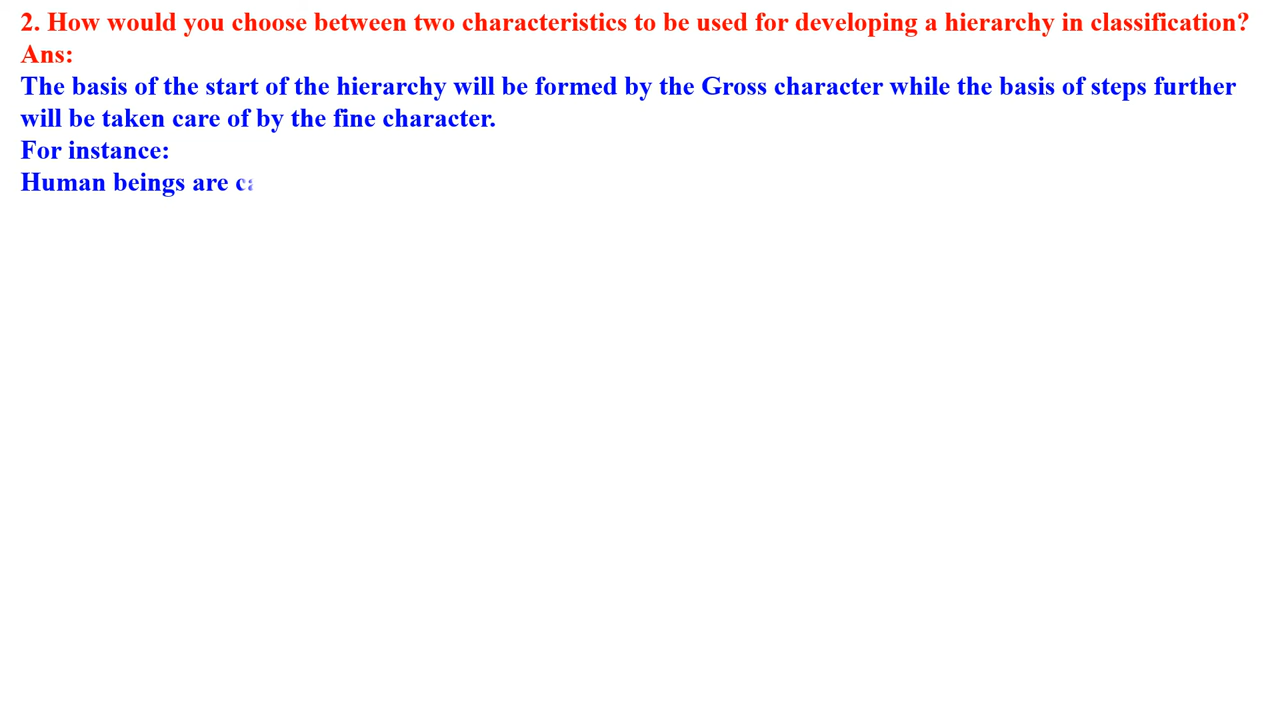 2. How would you choose between two characteristics to be used for developing a hierarchy in classification?
Ans:
The basis of the start of the hierarchy will be formed by the Gross character while the basis of steps further
will be taken care of by the fine character.
For instance:
Human beings are